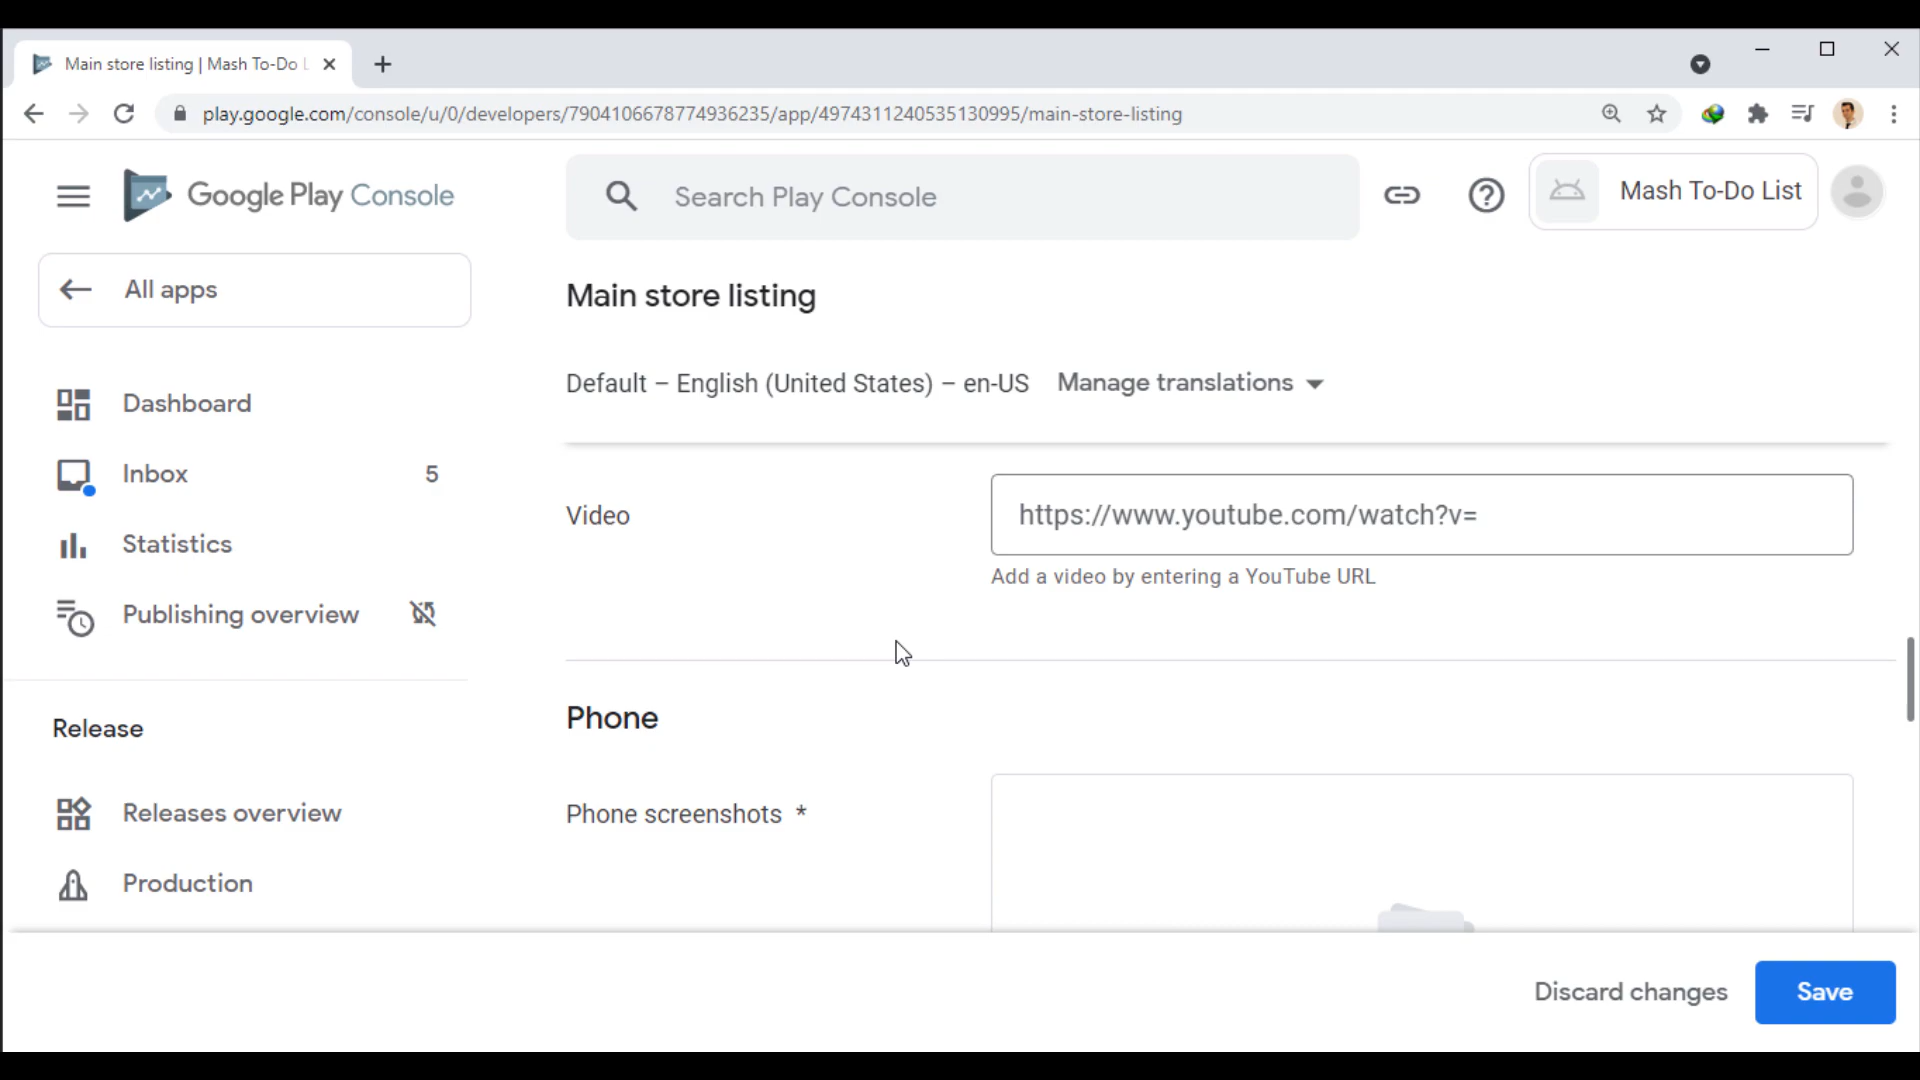 Main store listing | Mash To-Do L
play.google.com/console/u/0/developers/7904106678774936235/app/4974311240535130995/main-store-listing
Google Play Console
Search Play Console
Mash To-Do List
All apps
Main store listing
Default – English (United States) – en-US Manage translations
Dashboard
Inbox 5
Statistics
Publishing overview
Video
https://www.youtube.com/watch?v=
Add a video by entering a YouTube URL
Release
Phone
Releases overview
Phone screenshots *
Production
Discard changes
Save